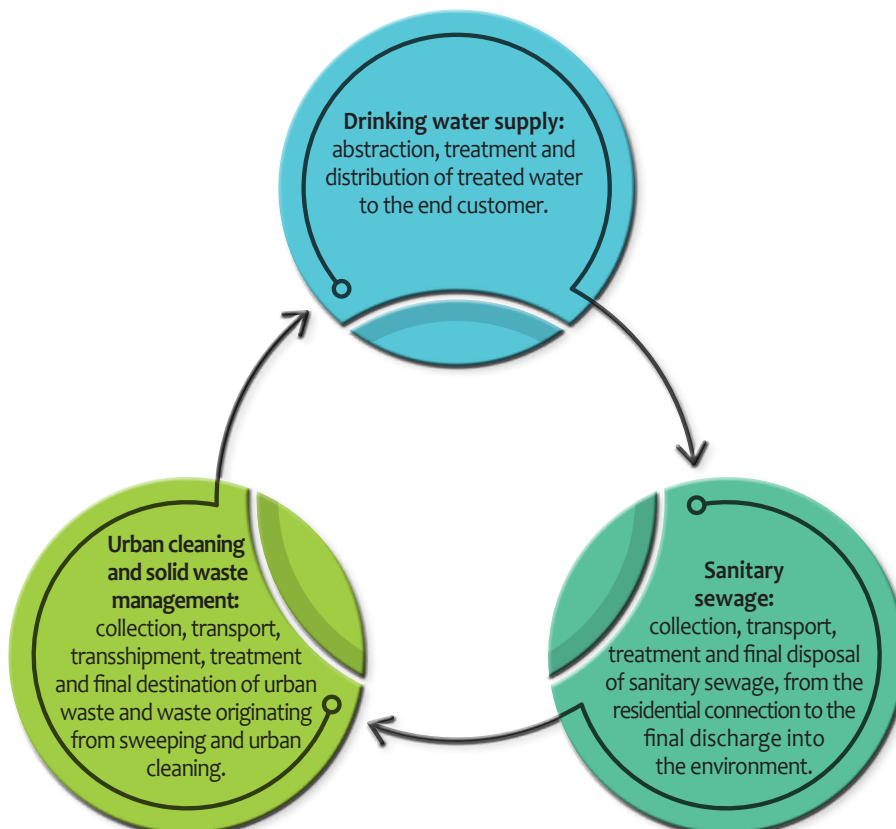 Drinking water supply:
abstraction, treatment and
distribution of treated water
to the end customer.
Urban cleaning
and solid waste
management:
collection, transport,
transshipment, treatment
and final destination of urban
waste and waste originating
from sweeping and urban
cleaning.
Sanitary
sewage:
collection, transport,
treatment and final disposal
of sanitary sewage, from the
residential connection to the
final discharge into
the environment.